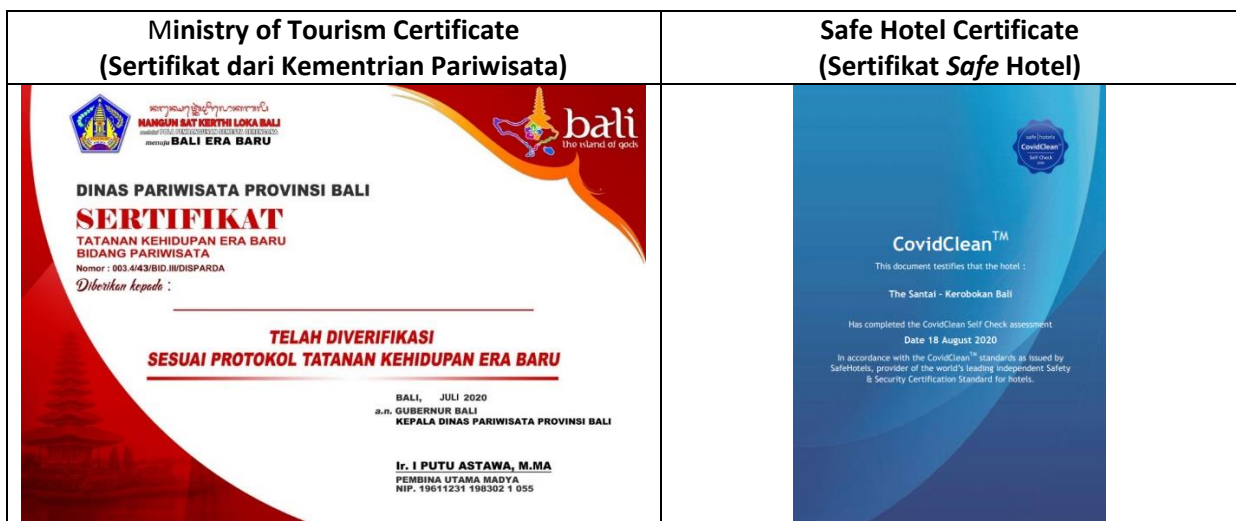 Ministry of Tourism Certificate
(Sertifikat dari Kementrian Pariwisata)
Safe Hotel Certificate
(Sertifikat Safe Hotel)
NANGUN SAT KERTHI LOKA BALI
menuju BALI ERA BARU
bali
the island of gods
DINAS PARIWISATA PROVINSI BALI
SERTIFIKAT
TATANAN KEHIDUPAN ERA BARU
BIDANG PARIWISATA
Nomor : 003.4/43/BID.III/DISPARDA
Diberikan kepada :
TELAH DIVERIFIKASI
SESUAI PROTOKOL TATANAN KEHIDUPAN ERA BARU
BALI, JULI 2020
a.n. GUBERNUR BALI
KEPALA DINAS PARIWISATA PROVINSI BALI
Ir. I PUTU ASTAWA, M.MA
PEMBINA UTAMA MADYA
NIP. 19611231 198302 1 055
safe hotels
CovidClean™
Self Check
CovidClean™
This document testifies that the hotel :
The Santai - Kerobokan Bali
Has completed the CovidClean Self Check assessment
Date 18 August 2020
In accordance with the CovidClean™ standards as issued by
SafeHotels, provider of the world's leading independent Safety
& Security Certification Standard for hotels.